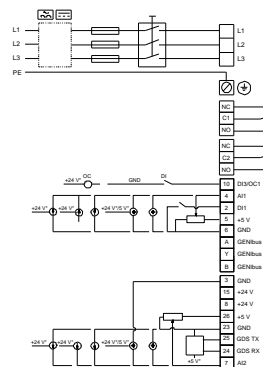 L1 L1
L2 L2
L3 L3
PE
NC
C1
NO
NC
C2
NO
+24 V* OC GND DI 10 DI3/OC1
4 AI1
+24 V* +24 V* +24 V*/5 V* 2 DI1
5 +5 V
6 GND
A GENIbus
Y GENIbus
B GENIbus
3 GND
15 +24 V
8 +24 V
26 +5 V
23 GND
25 GDS TX
+24 V* +24 V* +24 V*/5 V* 24 GDS RX
+5 V* 7 AI2